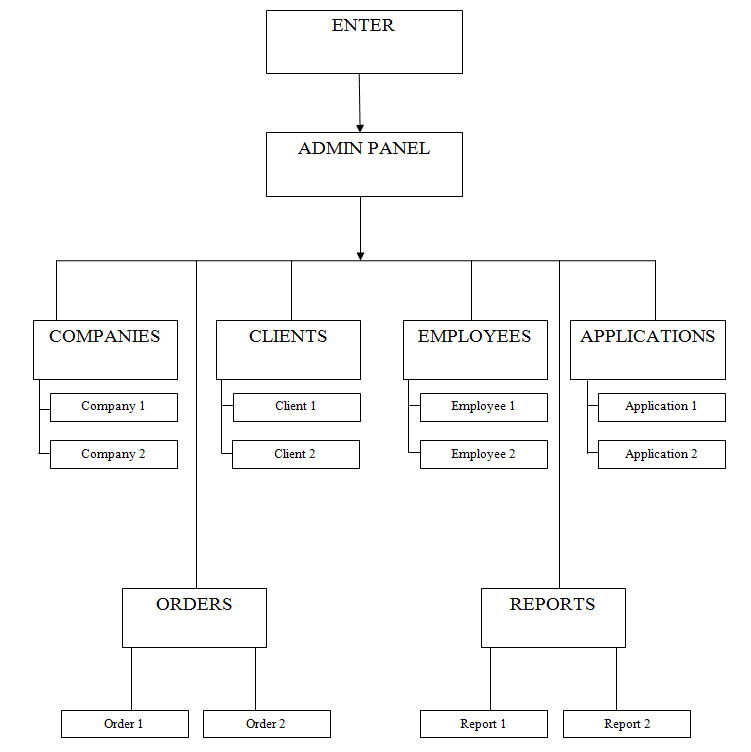 ENTER
ADMIN PANEL
COMPANIES
CLIENTS
EMPLOYEES
APPLICATIONS
Company 1
Client 1
Employee 1
Application 1
Company 2
Client 2
Employee 2
Application 2
ORDERS
REPORTS
Order 1
Order 2
Report 1
Report 2